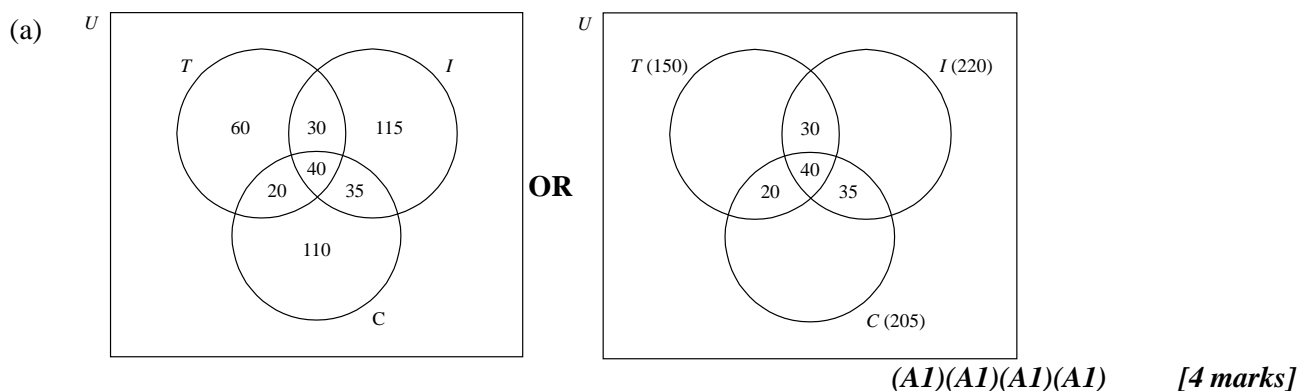 (a)
U
T
I
60
30
115
40
20
35
110
C
OR
U
T (150)
I (220)
30
40
20
35
C (205)
(A1)(A1)(A1)(A1) [4 marks]